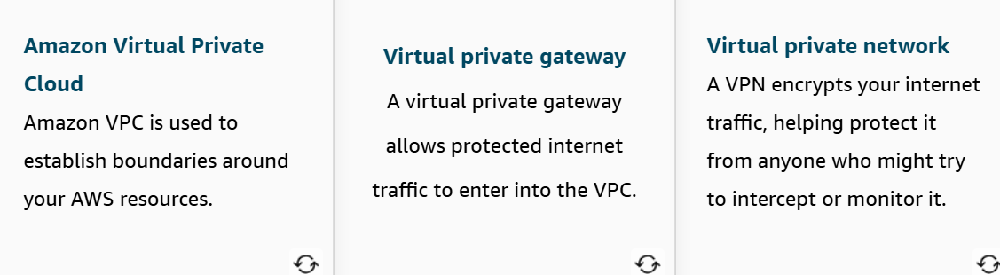 Amazon Virtual Private
Cloud
Amazon VPC is used to
establish boundaries around
your AWS resources.
Virtual private gateway
A virtual private gateway
allows protected internet
traffic to enter into the VPC.
Virtual private network
A VPN encrypts your internet
traffic, helping protect it
from anyone who might try
to intercept or monitor it.